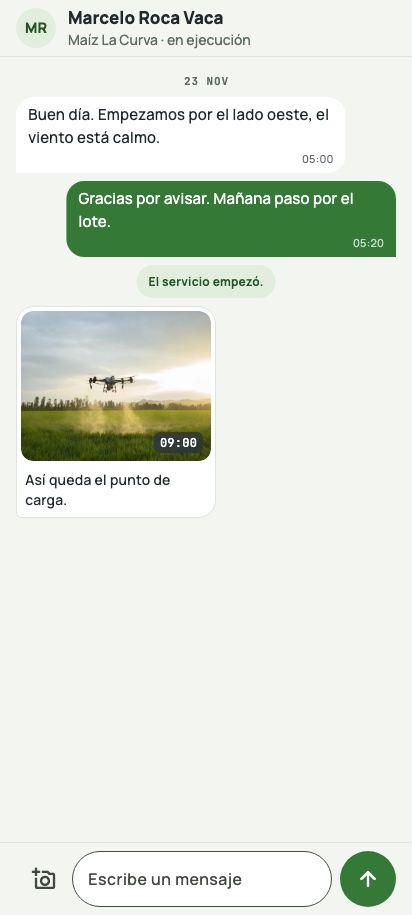 MR
Marcelo Roca Vaca
Maíz La Curva · en ejecución
23 NOV
Buen día. Empezamos por el lado oeste, el
viento está calmo.
05:00
Gracias por avisar. Mañana paso por el
lote.
05:20
El servicio empezó.
09:00
Así queda el punto de
carga.
Escribe un mensaje